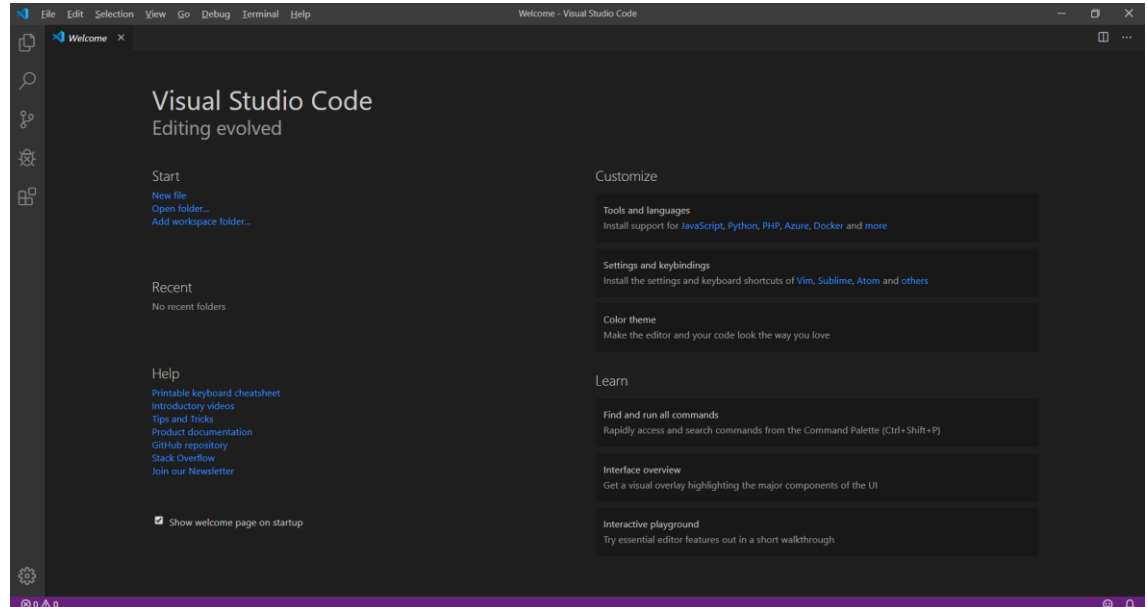 File Edit Selection View Go Debug Terminal Help
Welcome - Visual Studio Code
Welcome
Visual Studio Code
Editing evolved
Start
New file
Open folder...
Add workspace folder...
Recent
No recent folders
Help
Printable keyboard cheatsheet
Introductory videos
Tips and Tricks
Product documentation
GitHub repository
Stack Overflow
Join our Newsletter
Show welcome page on startup
Customize
Tools and languages
Install support for JavaScript, Python, PHP, Azure, Docker and more
Settings and keybindings
Install the settings and keyboard shortcuts of Vim, Sublime, Atom and others
Color theme
Make the editor and your code look the way you love
Learn
Find and run all commands
Rapidly access and search commands from the Command Palette (Ctrl+Shift+P)
Interface overview
Get a visual overlay highlighting the major components of the UI
Interactive playground
Try essential editor features out in a short walkthrough
0 0